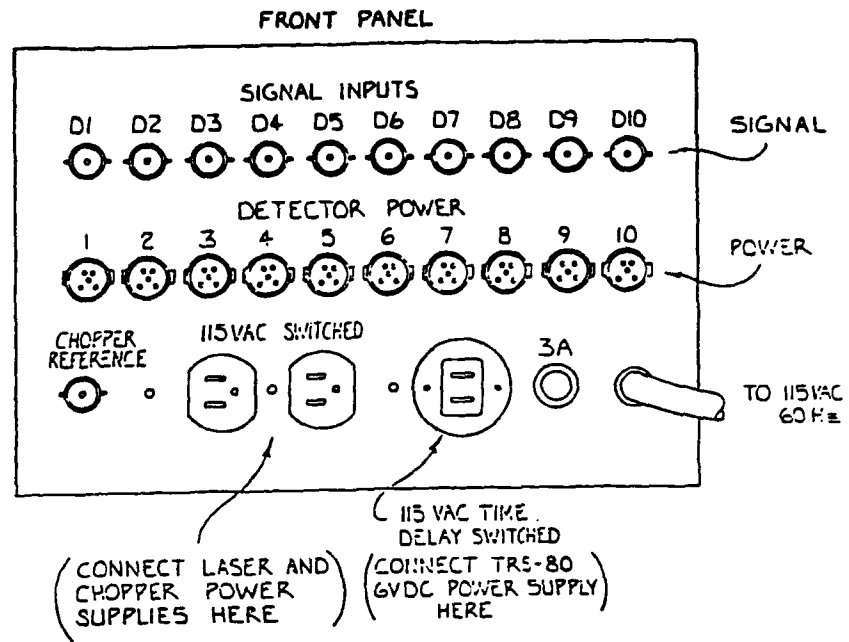 FRONT PANEL
SIGNAL INPUTS
D1 D2 D3 D4 D5 D6 D7 D8 D9 D10
SIGNAL
DETECTOR POWER
1 2 3 4 5 6 7 8 9 10
POWER
CHOPPER
REFERENCE
115 VAC SWITCHED
3A
TO 115VAC
60 Hz
115 VAC TIME
DELAY SWITCHED
(CONNECT LASER AND
CHOPPER POWER
SUPPLIES HERE)
(CONNECT TRS-80
6VDC POWER SUPPLY
HERE)